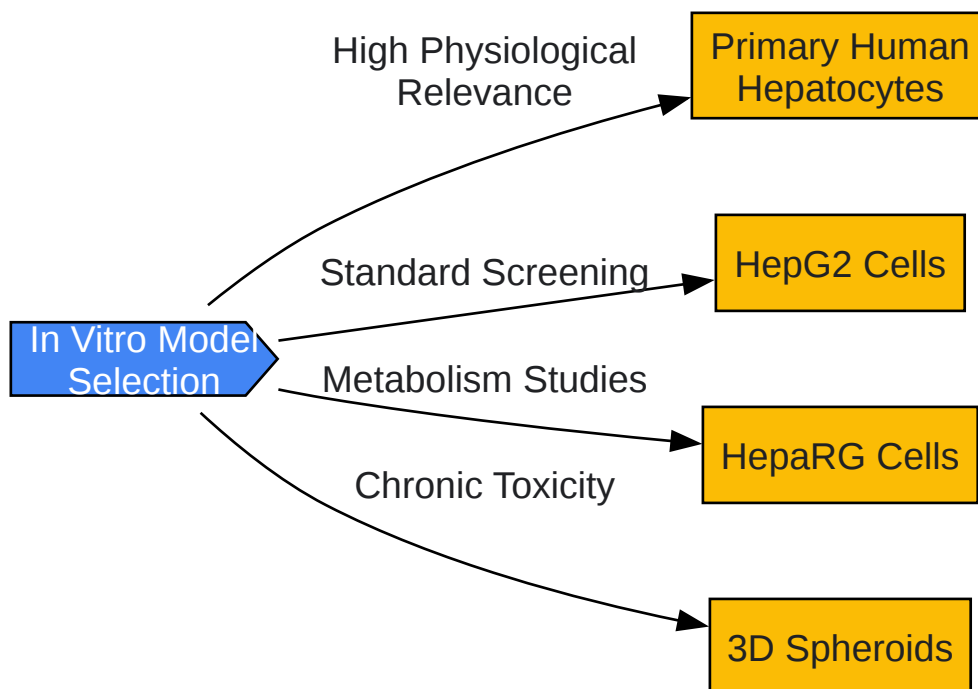 High Physiological
Relevance
Primary Human
Hepatocytes
Standard Screening
HepG2 Cells
In Vitro Model
Selection
Metabolism Studies
HepaRG Cells
Chronic Toxicity
3D Spheroids